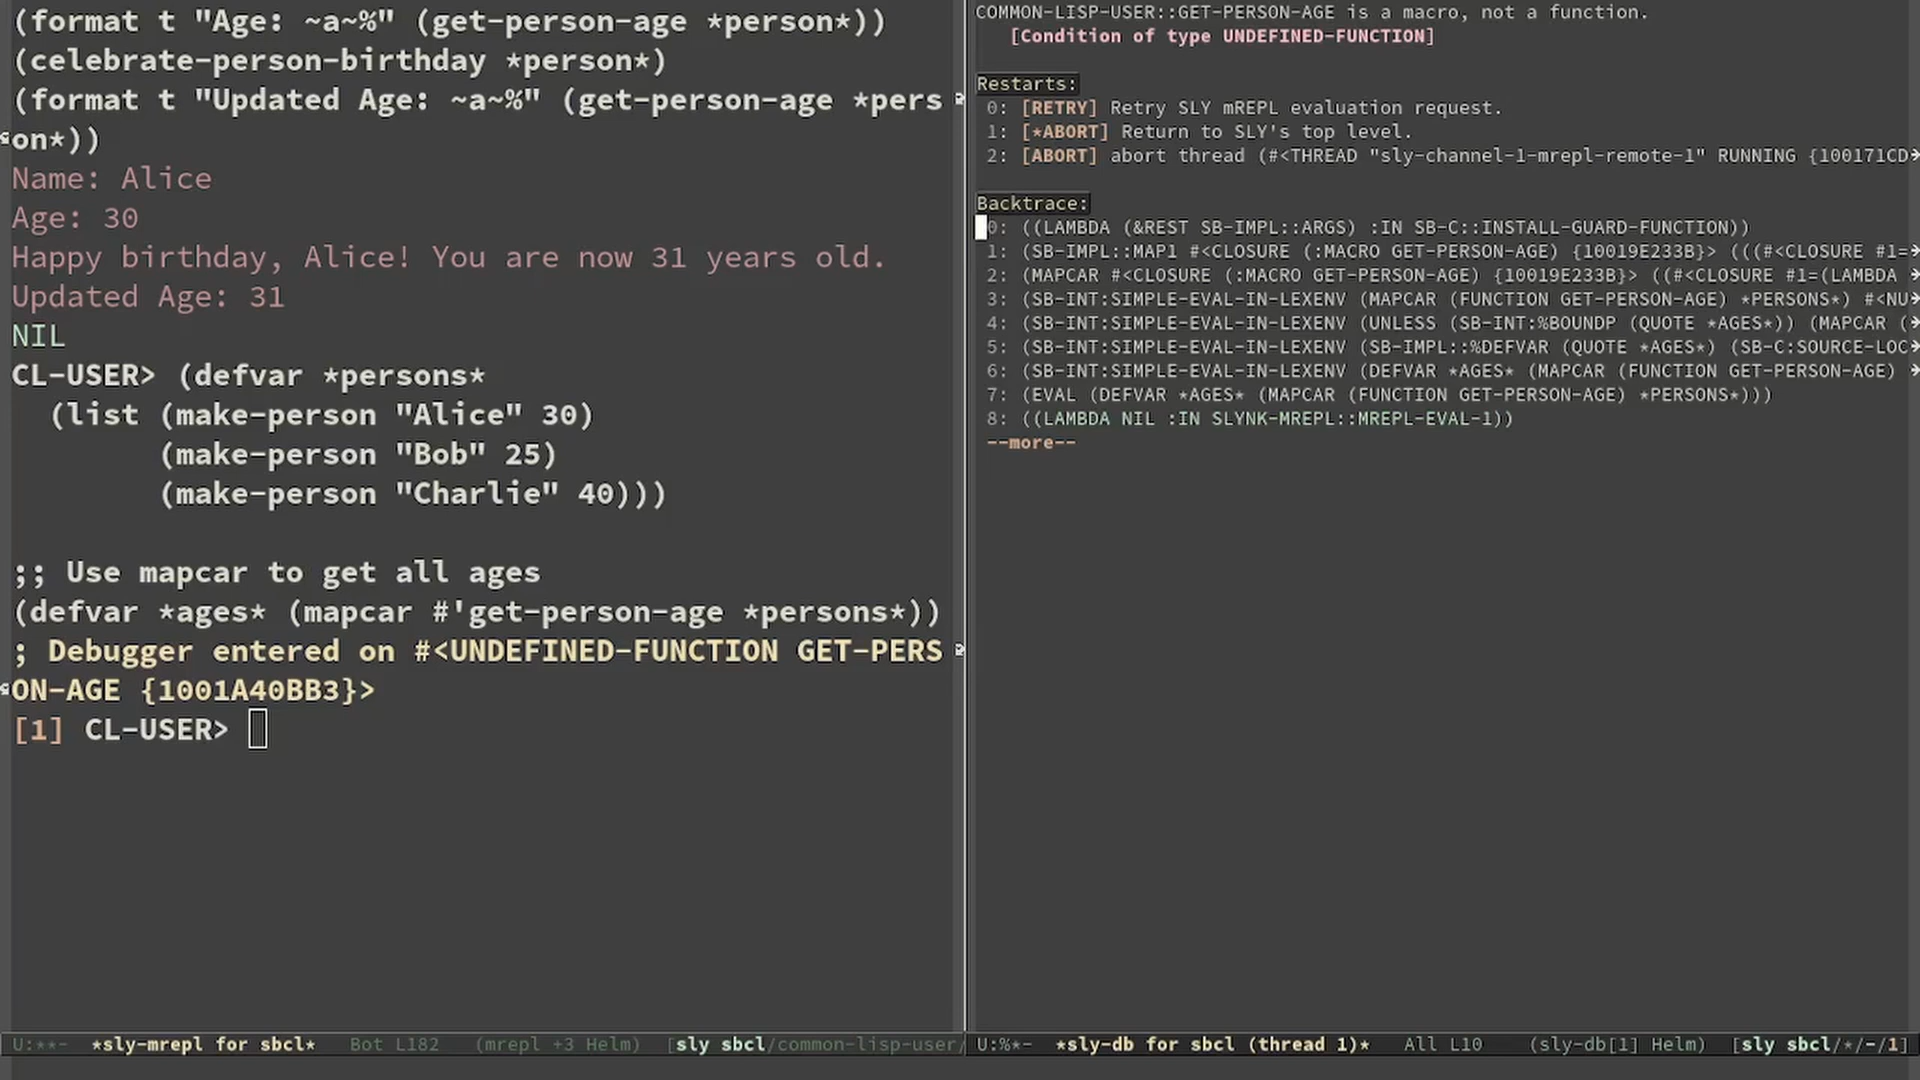 (format t "Age: ~a~%" (get-person-age *person*))
(celebrate-person-birthday *person*)
(format t "Updated Age: ~a~%" (get-person-age *pers
on*))
Name: Alice
Age: 30
Happy birthday, Alice! You are now 31 years old.
Updated Age: 31
NIL
CL-USER> (defvar *persons*
  (list (make-person "Alice" 30)
        (make-person "Bob" 25)
        (make-person "Charlie" 40)))
;; Use mapcar to get all ages
(defvar *ages* (mapcar #'get-person-age *persons*))
; Debugger entered on #<UNDEFINED-FUNCTION GET-PERS
ON-AGE {1001A40BB3}>
[1] CL-USER>
U:**-  *sly-mrepl for sbcl*   Bot L182   (mrepl +3 Helm)  [sly sbcl/common-lisp-user/
COMMON-LISP-USER::GET-PERSON-AGE is a macro, not a function.
   [Condition of type UNDEFINED-FUNCTION]
Restarts:
 0: [RETRY] Retry SLY mREPL evaluation request.
 1: [*ABORT] Return to SLY's top level.
 2: [ABORT] abort thread (#<THREAD "sly-channel-1-mrepl-remote-1" RUNNING {100171CD
Backtrace:
 0: ((LAMBDA (&REST SB-IMPL::ARGS) :IN SB-C::INSTALL-GUARD-FUNCTION))
 1: (SB-IMPL::MAP1 #<CLOSURE (:MACRO GET-PERSON-AGE) {10019E233B}> (((#<CLOSURE #1=
 2: (MAPCAR #<CLOSURE (:MACRO GET-PERSON-AGE) {10019E233B}> ((#<CLOSURE #1=(LAMBDA
 3: (SB-INT:SIMPLE-EVAL-IN-LEXENV (MAPCAR (FUNCTION GET-PERSON-AGE) *PERSONS*) #<NU
 4: (SB-INT:SIMPLE-EVAL-IN-LEXENV (UNLESS (SB-INT:%BOUNDP (QUOTE *AGES*)) (MAPCAR (
 5: (SB-INT:SIMPLE-EVAL-IN-LEXENV (SB-IMPL::%DEFVAR (QUOTE *AGES*) (SB-C:SOURCE-LOC
 6: (SB-INT:SIMPLE-EVAL-IN-LEXENV (DEFVAR *AGES* (MAPCAR (FUNCTION GET-PERSON-AGE)
 7: (EVAL (DEFVAR *AGES* (MAPCAR (FUNCTION GET-PERSON-AGE) *PERSONS*)))
 8: ((LAMBDA NIL :IN SLYNK-MREPL::MREPL-EVAL-1))
 --more--
U:%*-  *sly-db for sbcl (thread 1)*   All L10    (sly-db[1] Helm)  [sly sbcl/*/-/1]